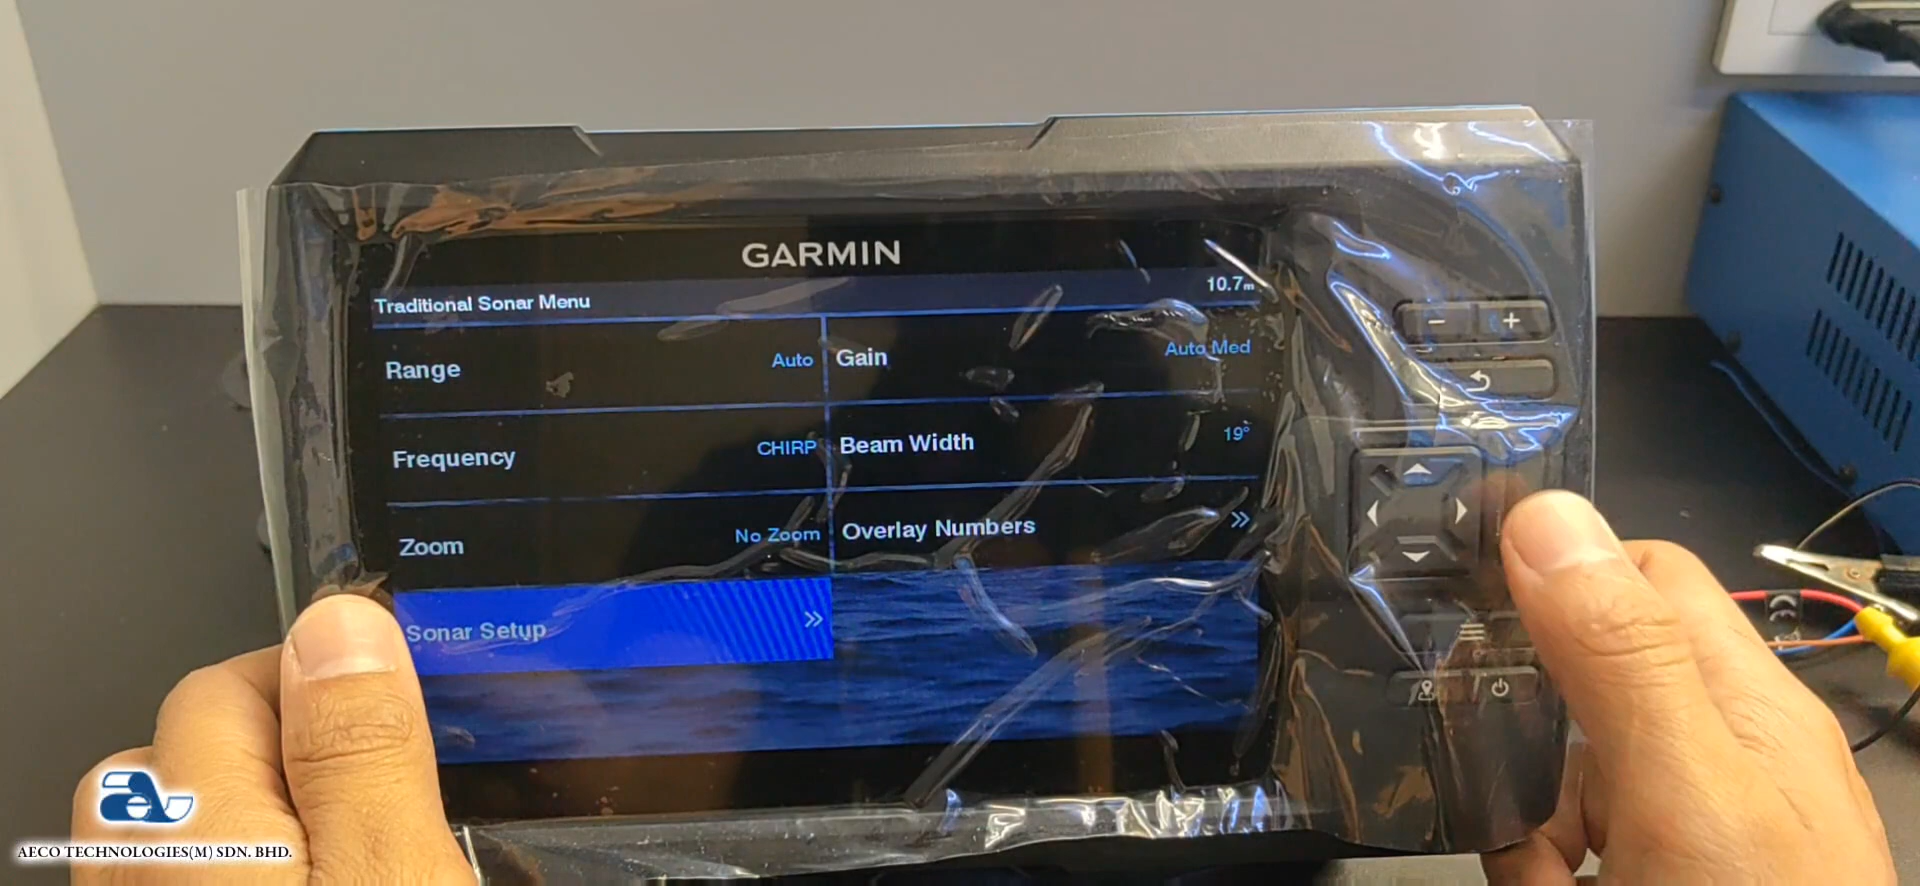 GARMIN
Traditional Sonar Menu 10.7m
Range Auto
Gain Auto Med
Frequency CHIRP
Beam Width 19°
Zoom No Zoom
Overlay Numbers »
Sonar Setup »
- +
AECO TECHNOLOGIES(M) SDN. BHD.